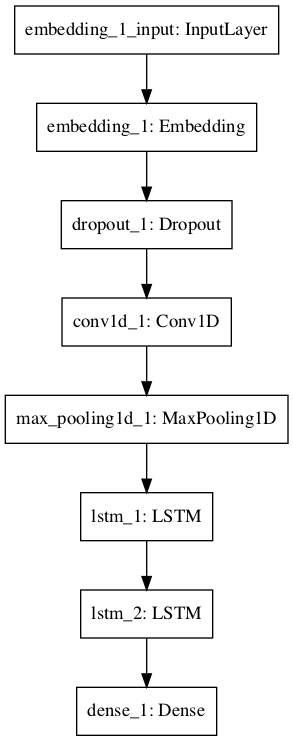 embedding_1_input: InputLayer
embedding_1: Embedding
dropout_1: Dropout
conv1d_1: Conv1D
max_pooling1d_1: MaxPooling1D
lstm_1: LSTM
lstm_2: LSTM
dense_1: Dense